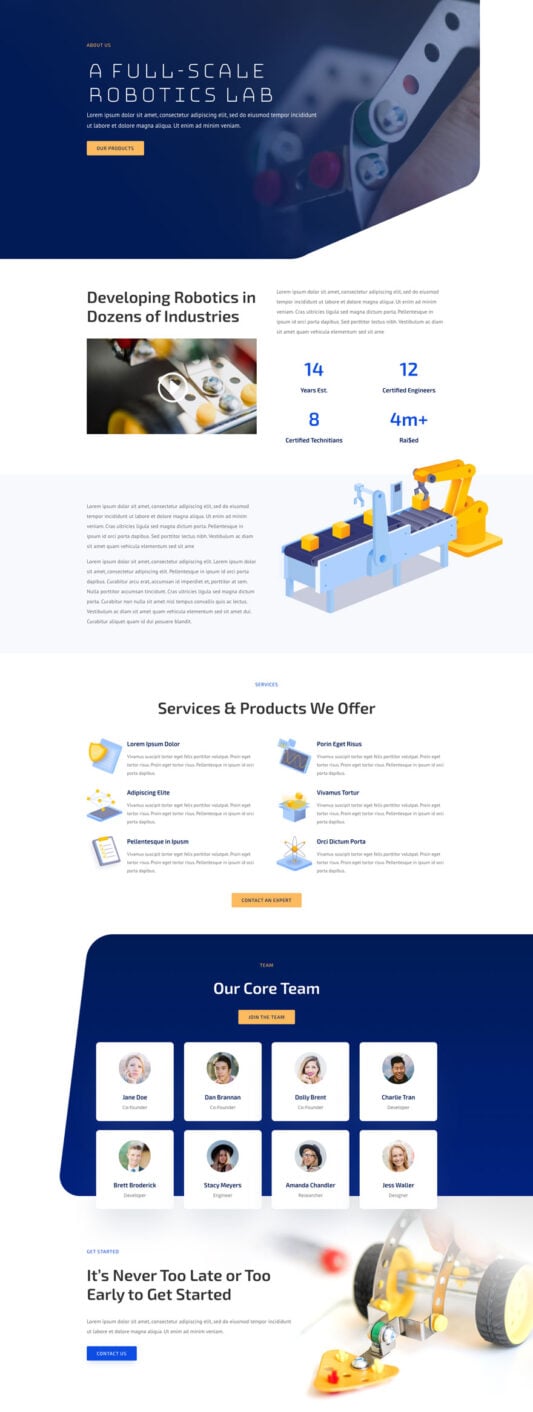 ABOUT US
A FULL-SCALE
ROBOTICS LAB
Lorem ipsum dolor sit amet, consectetur adipiscing elit, sed do eiusmod tempor incididunt
ut labore et dolore magna aliqua. Ut enim ad minim veniam.
OUR PRODUCTS
Developing Robotics in
Dozens of Industries
Lorem ipsum dolor sit amet, consectetur adipiscing elit, sed do eiusmod
tempor incididunt ut labore et dolore magna aliqua. Ut enim ad minim
veniam. Cras ultricies ligula sed magna dictum porta. Pellentesque in
ipsum id orci porta dapibus. Sed porttitor lectus nibh. Vestibulum ac diam
sit amet quam vehicula elementum sed sit ame
14
Years Est.
12
Certified Engineers
8
Certified Technitians
4m+
Rai$ed
Lorem ipsum dolor sit amet, consectetur adipiscing elit, sed do eiusmod
tempor incididunt ut labore et dolore magna aliqua. Ut enim ad minim
veniam. Cras ultricies ligula sed magna dictum porta. Pellentesque in
ipsum id orci porta dapibus. Sed porttitor lectus nibh. Vestibulum ac diam
sit amet quam vehicula elementum sed sit ame
Lorem ipsum dolor sit amet, consectetur adipiscing elit. Lorem ipsum dolor
sit amet, consectetur adipiscing elit. Pellentesque in ipsum id orci porta
dapibus. Curabitur arcu erat, accumsan id imperdiet et, porttitor at sem.
Nulla porttitor accumsan tincidunt. Cras ultricies ligula sed magna dictum
porta. Curabitur non nulla sit amet nisl tempus convallis quis ac lectus.
Vestibulum ac diam sit amet quam vehicula elementum sed sit amet dui.
Curabitur aliquet quam id dui posuere blandit.
SERVICES
Services & Products We Offer
Lorem Ipsum Dolor
Vivamus suscipit tortor eget felis porttitor volutpat. Proin eget
tortor risus. Proin eget tortor risus. Pellentesque in ipsum id orci
porta dapibus.
Porin Eget Risus
Vivamus suscipit tortor eget felis porttitor volutpat. Proin eget
tortor risus. Proin eget tortor risus. Pellentesque in ipsum id orci
porta dapibus.
Adipiscing Elite
Vivamus suscipit tortor eget felis porttitor volutpat. Proin eget
tortor risus. Proin eget tortor risus. Pellentesque in ipsum id orci
porta dapibus.
Vivamus Tortur
Vivamus suscipit tortor eget felis porttitor volutpat. Proin eget
tortor risus. Proin eget tortor risus. Pellentesque in ipsum id orci
porta dapibus.
Pellentesque in Ipusm
Vivamus suscipit tortor eget felis porttitor volutpat. Proin eget
tortor risus. Proin eget tortor risus. Pellentesque in ipsum id orci
porta dapibus.
Orci Dictum Porta
Vivamus suscipit tortor eget felis porttitor volutpat. Proin eget
tortor risus. Proin eget tortor risus. Pellentesque in ipsum id orci
porta dapibus.
CONTACT AN EXPERT
TEAM
Our Core Team
JOIN THE TEAM
Jane Doe
Co-Founder
Dan Brannan
Co-Founder
Dolly Brent
Co-Founder
Charlie Tran
Developer
Brett Broderick
Developer
Stacy Meyers
Engineer
Amanda Chandler
Researcher
Jess Waller
Designer
GET STARTED
It's Never Too Late or Too
Early to Get Started
Lorem ipsum dolor sit amet, consectetur adipiscing elit, sed do eiusmod tempor incididunt
ut labore et dolore magna aliqua. Ut enim ad minim veniam.
CONTACT US